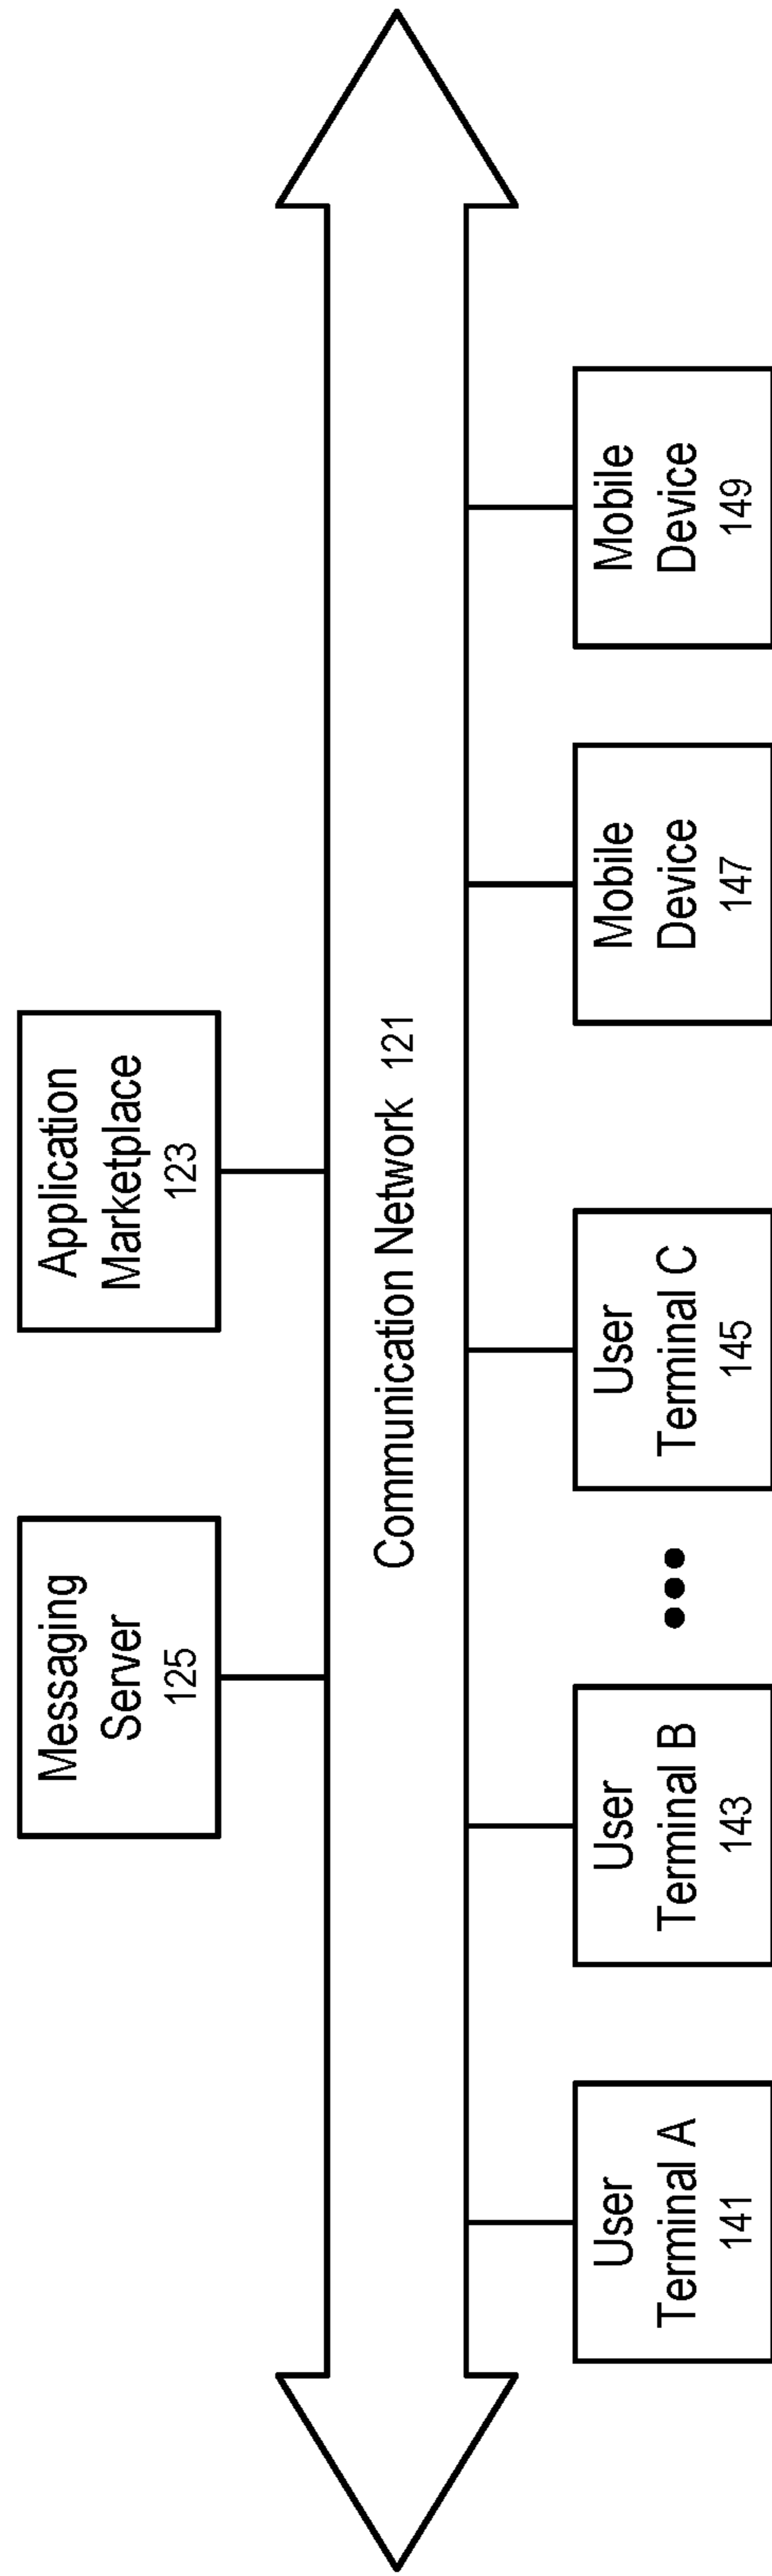 Messaging
Server
125
Application
Marketplace
123
Communication Network 121
User
Terminal A
141
User
Terminal B
143
User
Terminal C
145
Mobile
Device
147
Mobile
Device
149